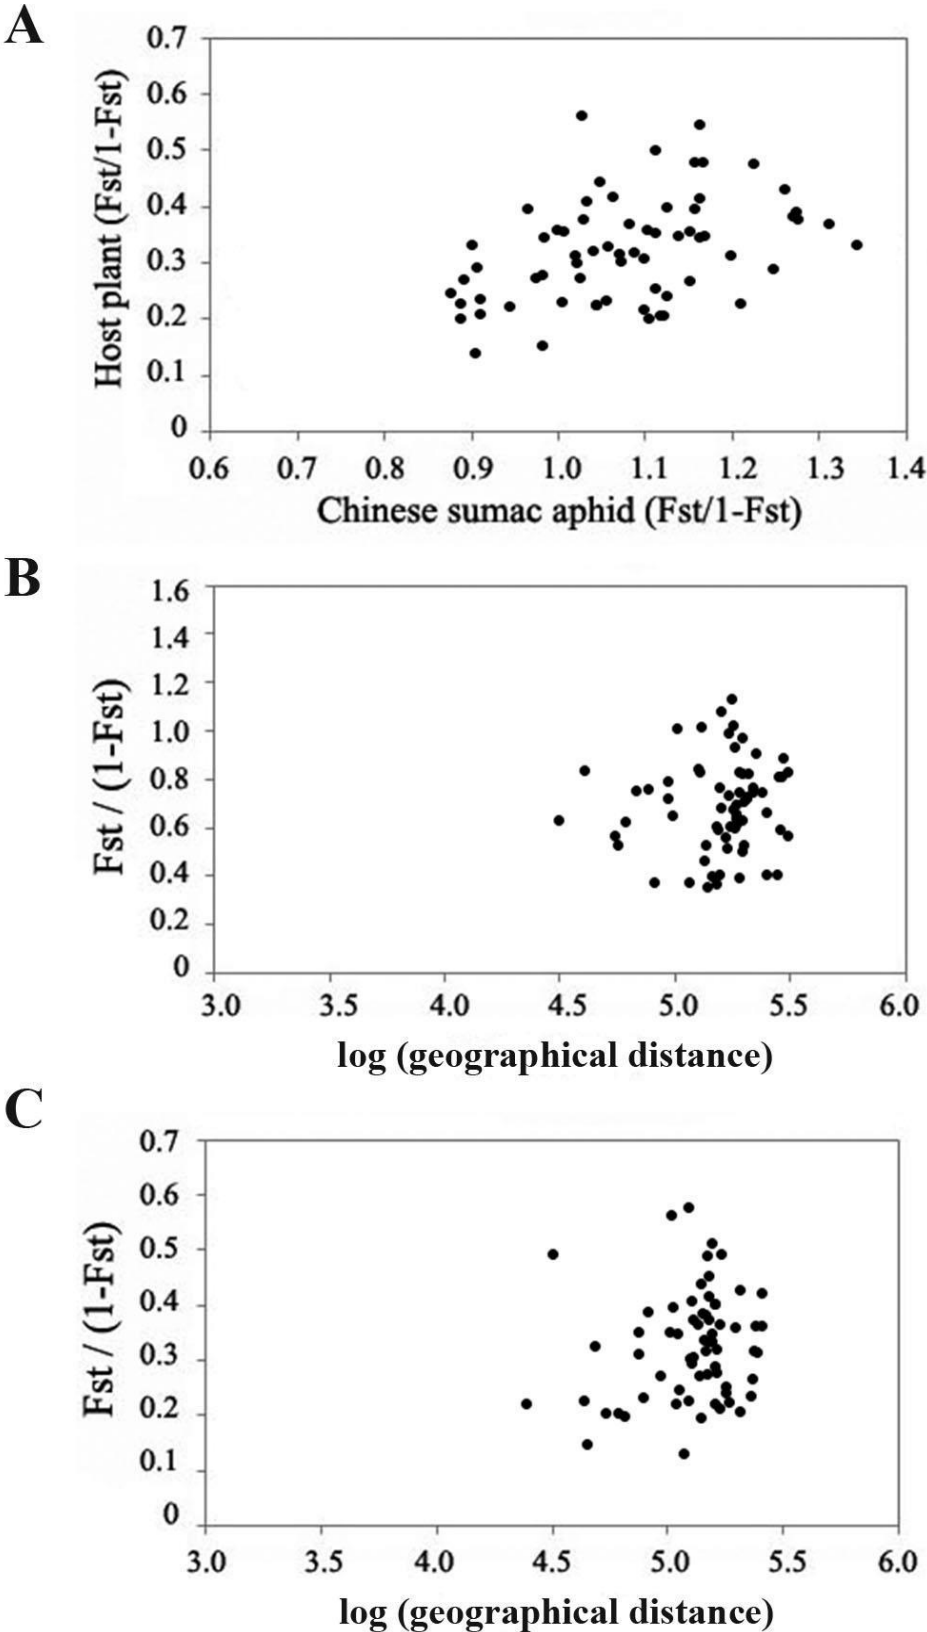 A
Host plant (Fst/1-Fst)
0.7
0.6
0.5
0.4
0.3
0.2
0.1
0
0.6 0.7 0.8 0.9 1.0 1.1 1.2 1.3 1.4
Chinese sumac aphid (Fst/1-Fst)
B
Fst / (1-Fst)
1.6
1.4
1.2
1.0
0.8
0.6
0.4
0.2
0
3.0 3.5 4.0 4.5 5.0 5.5 6.0
log (geographical distance)
C
Fst / (1-Fst)
0.7
0.6
0.5
0.4
0.3
0.2
0.1
0
3.0 3.5 4.0 4.5 5.0 5.5 6.0
log (geographical distance)